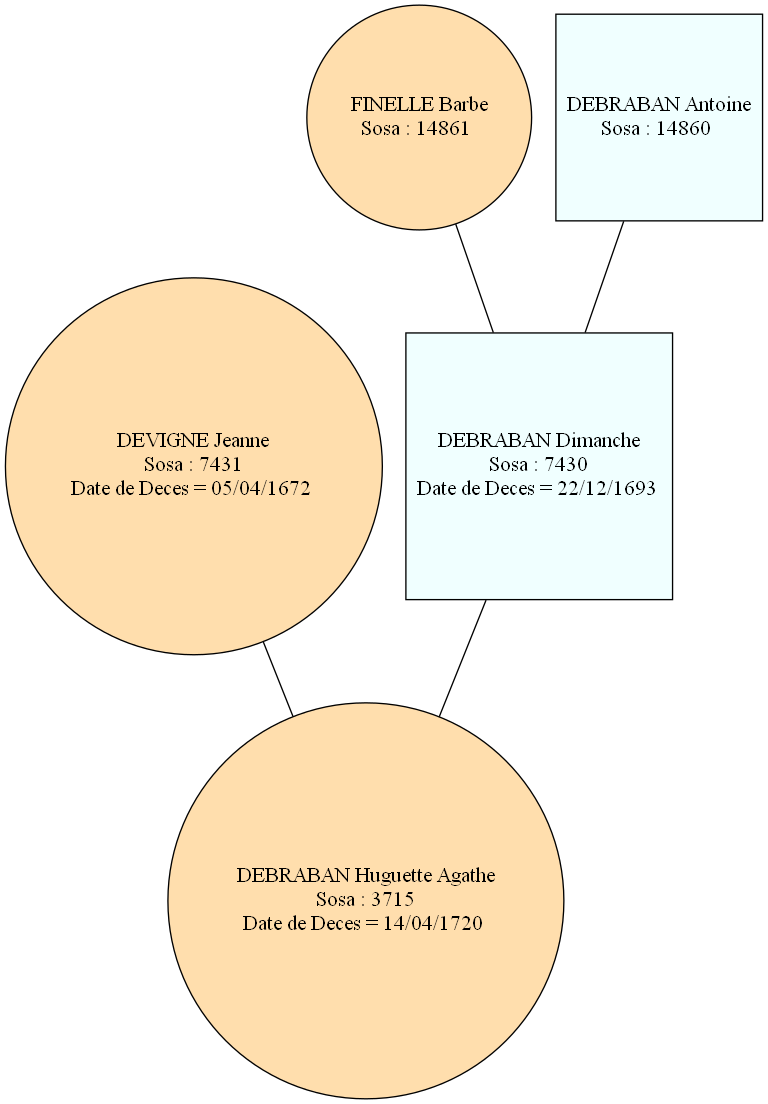 FINELLE Barbe
Sosa : 14861
DEBRABAN Antoine
Sosa : 14860
DEVIGNE Jeanne
Sosa : 7431
Date de Deces = 05/04/1672
DEBRABAN Dimanche
Sosa : 7430
Date de Deces = 22/12/1693
DEBRABAN Huguette Agathe
Sosa : 3715
Date de Deces = 14/04/1720